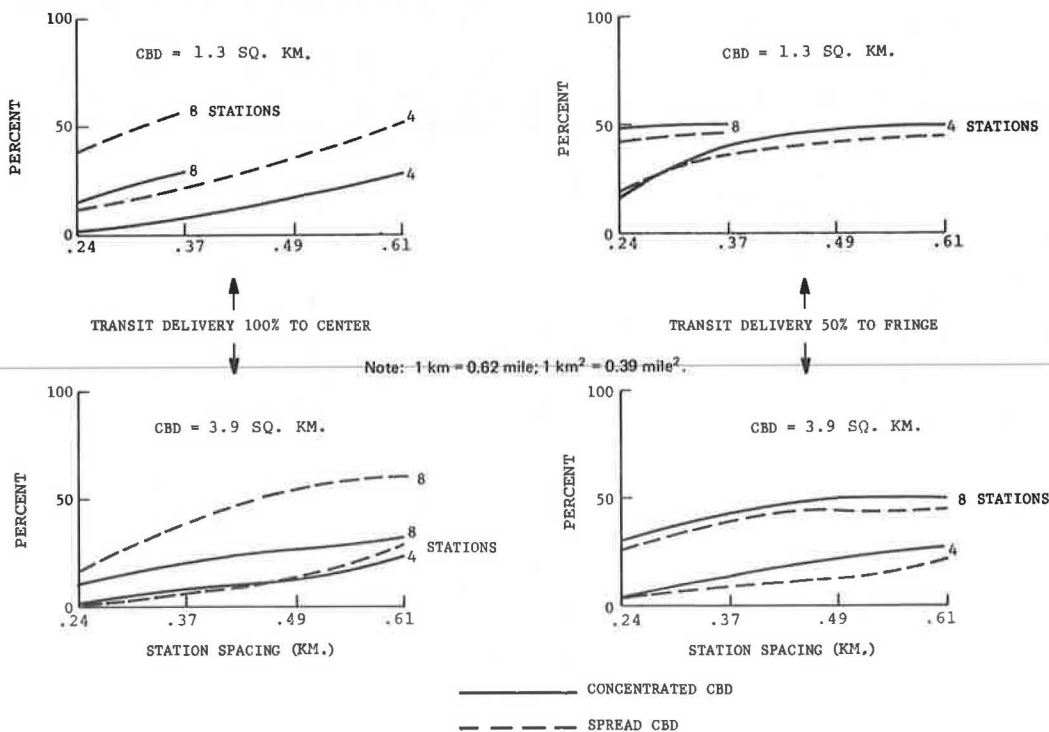 100
CBD = 1.3 SQ. KM.
PERCENT
8 STATIONS
50
4
8
4
0
.24
.37
.49
.61
100
CBD = 1.3 SQ. KM.
PERCENT
50
8
4 STATIONS
0
.24
.37
.49
.61
TRANSIT DELIVERY 100% TO CENTER
TRANSIT DELIVERY 50% TO FRINGE
Note: 1 km = 0.62 mile; 1 km² = 0.39 mile².
100
CBD = 3.9 SQ. KM.
PERCENT
50
8
8
STATIONS
4
0
.24
.37
.49
.61
STATION SPACING (KM.)
100
CBD = 3.9 SQ. KM.
PERCENT
50
8 STATIONS
4
0
.24
.37
.49
.61
STATION SPACING (KM.)
CONCENTRATED CBD
SPREAD CBD